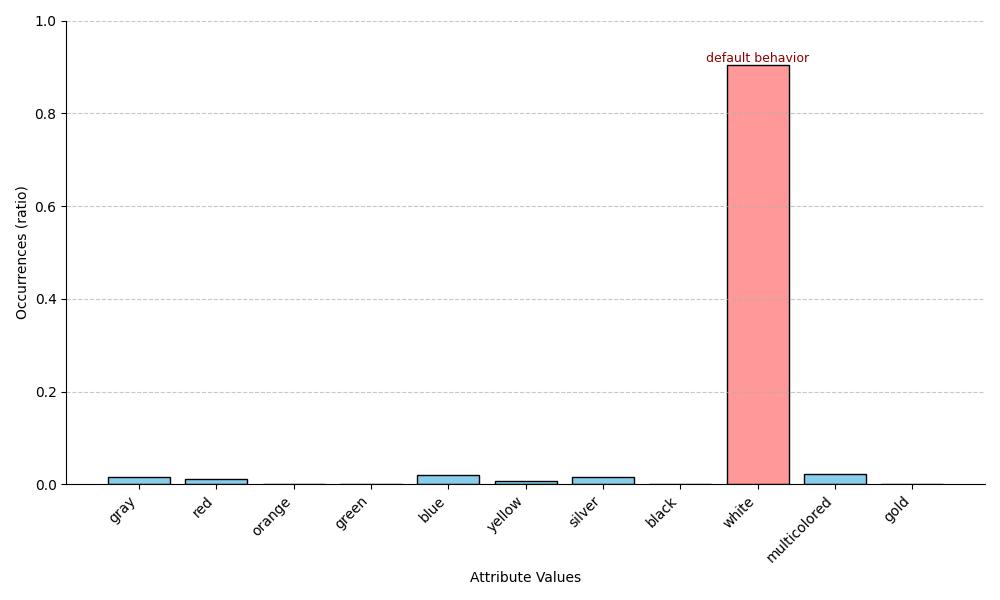 default behavior
1.0
0.8
0.6
0.4
0.2
0.0
Occurrences (ratio)
gray
red
orange
green
blue
yellow
silver
black
white
multicolored
gold
Attribute Values